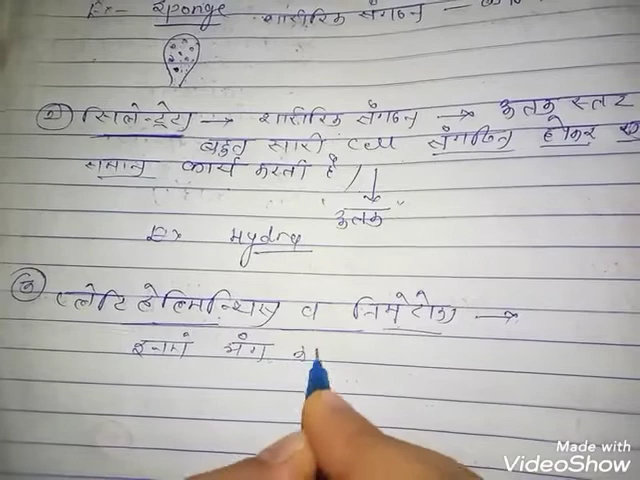 Ex- Sponge शारीरिक संगठन —
② सिलेन्ट्रेटा → शारीरिक संगठन → ऊतक स्तर
बहुत सारी cell संगठित होकर एक
समान कार्य करती है / ↓
"ऊतक"
Ex Hydra
③ प्लेटि हेल्मिन्थिस व निमेटोडा →
इनमें अंग
Made with
VideoShow